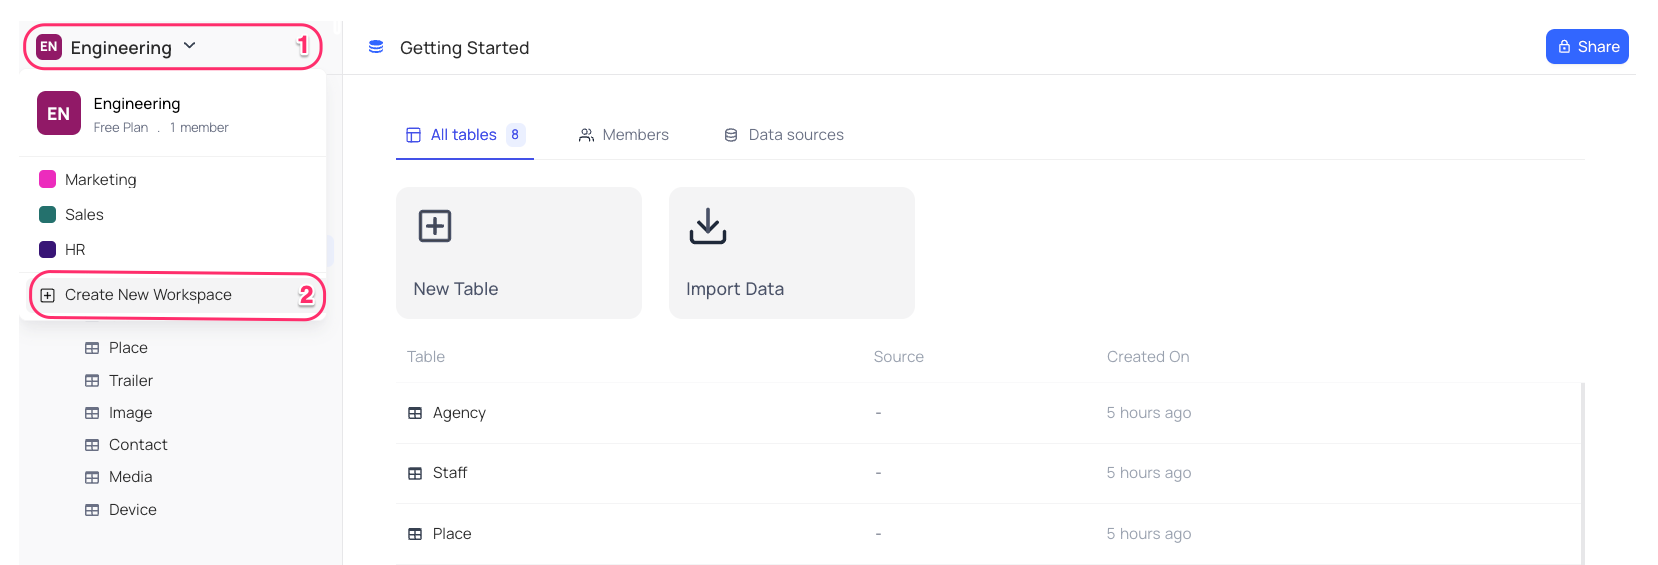 EN Engineering 1
EN
Engineering
Free Plan . 1 member
Marketing
Sales
HR
Create New Workspace 2
Place
Trailer
Image
Contact
Media
Device
Getting Started
Share
All tables 8 Members Data sources
New Table Import Data
Table Source Created On
Agency - 5 hours ago
Staff - 5 hours ago
Place - 5 hours ago